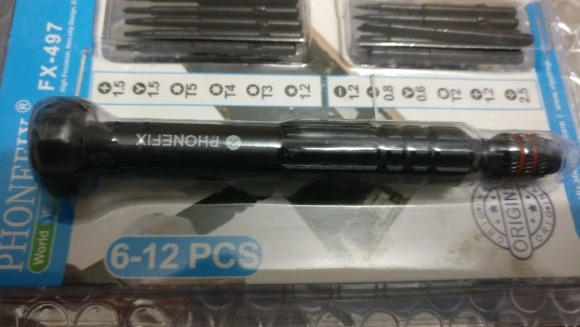 PHONEFIX®
World
FX-497
1.5
1.5
T5
T4
T3
1.2
1.2
0.8
0.6
T2
1.2
2.5
PHONEFIX
6-12 PCS
ORIGINAL